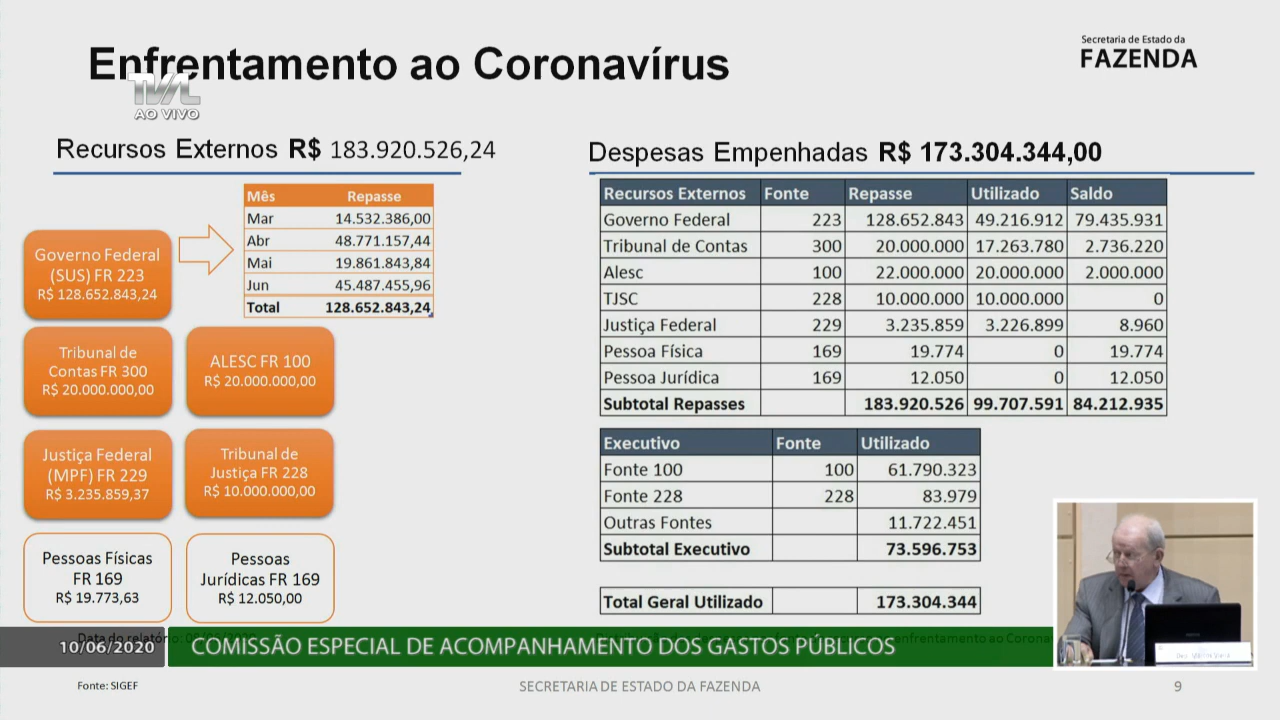 Enfrentamento ao Coronavírus
Secretaria de Estado da
FAZENDA
TVAL
AO VIVO
Recursos Externos R$ 183.920.526,24
Mês Repasse
Mar 14.532.386,00
Abr 48.771.157,44
Mai 19.861.843,84
Jun 45.487.455,96
Total 128.652.843,24
Governo Federal
(SUS) FR 223
R$ 128.652.843,24
Tribunal de
Contas FR 300
R$ 20.000.000,00
ALESC FR 100
R$ 20.000.000,00
Justiça Federal
(MPF) FR 229
R$ 3.235.859,37
Tribunal de
Justiça FR 228
R$ 10.000.000,00
Pessoas Físicas
FR 169
R$ 19.773,63
Pessoas
Jurídicas FR 169
R$ 12.050,00
Despesas Empenhadas R$ 173.304.344,00
Recursos Externos Fonte Repasse Utilizado Saldo
Governo Federal 223 128.652.843 49.216.912 79.435.931
Tribunal de Contas 300 20.000.000 17.263.780 2.736.220
Alesc 100 22.000.000 20.000.000 2.000.000
TJSC 228 10.000.000 10.000.000 0
Justiça Federal 229 3.235.859 3.226.899 8.960
Pessoa Física 169 19.774 0 19.774
Pessoa Jurídica 169 12.050 0 12.050
Subtotal Repasses 183.920.526 99.707.591 84.212.935
Executivo Fonte Utilizado
Fonte 100 100 61.790.323
Fonte 228 228 83.979
Outras Fontes 11.722.451
Subtotal Executivo 73.596.753
Total Geral Utilizado 173.304.344
Data do relatório:
enfrentamento ao Corona
10/06/2020 COMISSÃO ESPECIAL DE ACOMPANHAMENTO DOS GASTOS PÚBLICOS
Fonte: SIGEF
SECRETARIA DE ESTADO DA FAZENDA
9